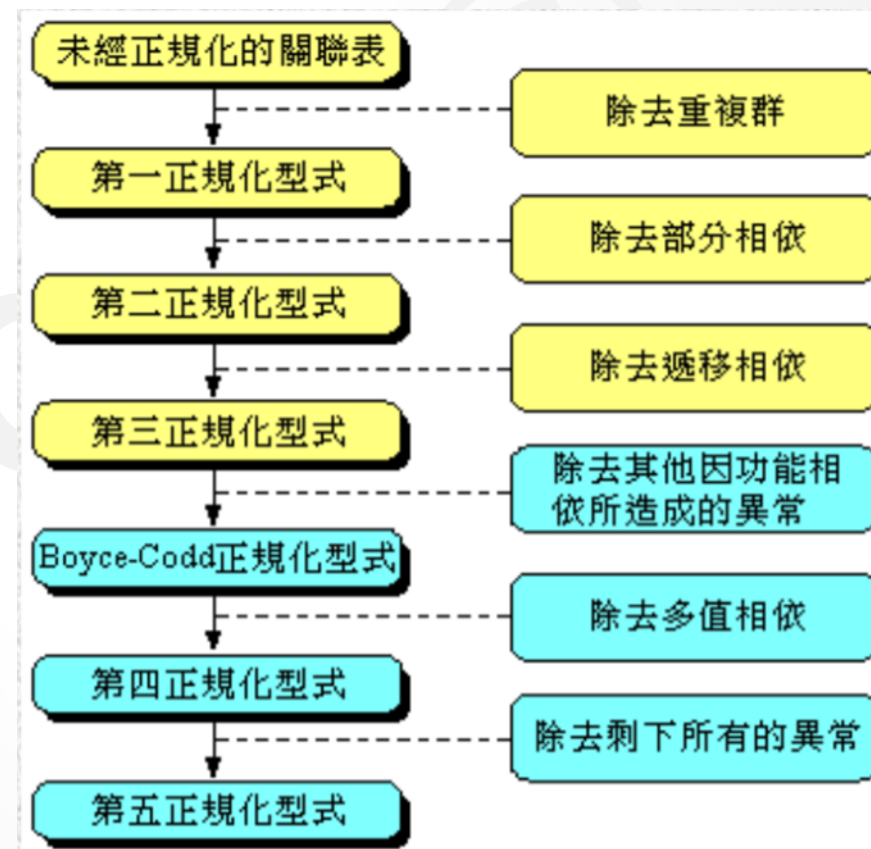 未經正規化的關聯表
除去重複群
第一正規化型式
除去部分相依
第二正規化型式
除去遞移相依
第三正規化型式
除去其他因功能相
依所造成的異常
Boyce-Codd正規化型式
除去多值相依
第四正規化型式
除去剩下所有的異常
第五正規化型式